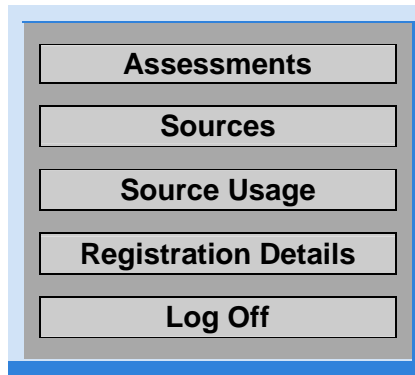 Assessments
Sources
Source Usage
Registration Details
Log Off